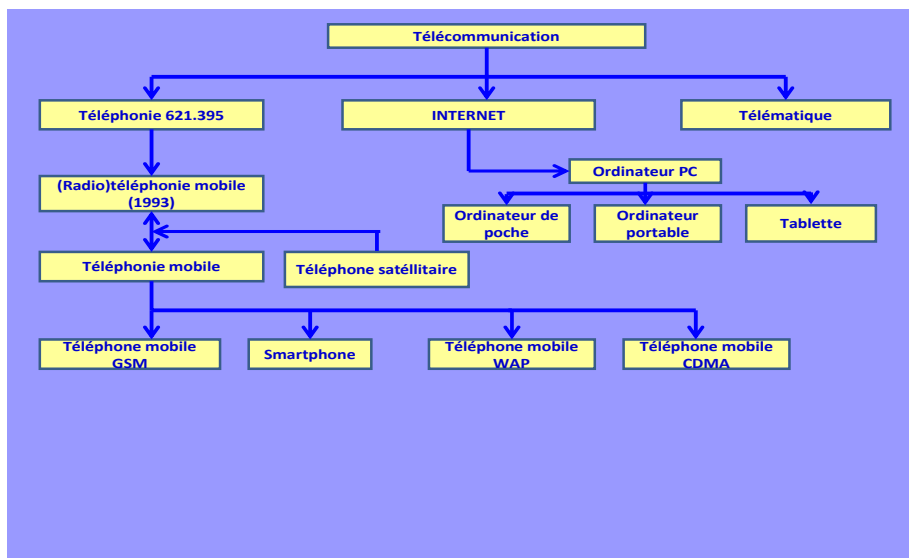 Télécommunication
Téléphonie 621.395
INTERNET
Télématique
Ordinateur PC
(Radio)téléphonie mobile
(1993)
Ordinateur de
poche
Ordinateur
portable
Tablette
Téléphonie mobile
Téléphone satéllitaire
Téléphone mobile
GSM
Smartphone
Téléphone mobile
WAP
Téléphone mobile
CDMA